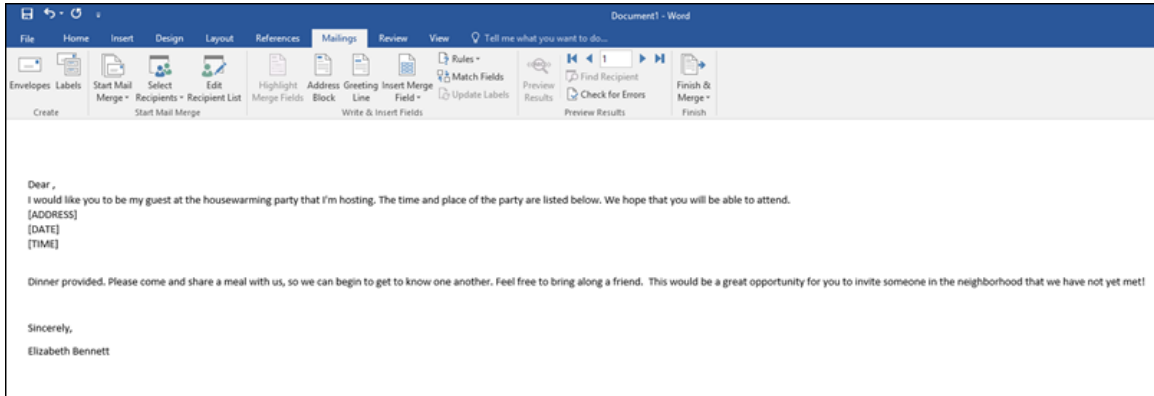 Document1 - Word
File Home Insert Design Layout References Mailings Review View Tell me what you want to do...
Envelopes Labels Start Mail Merge Select Recipients Edit Recipient List Highlight Merge Fields Address Block Greeting Line Insert Merge Field Rules Match Fields Update Labels Preview Results 1 Find Recipient Check for Errors Finish & Merge
Create Start Mail Merge Write & Insert Fields Preview Results Finish
Dear ,
I would like you to be my guest at the housewarming party that I'm hosting. The time and place of the party are listed below. We hope that you will be able to attend.
[ADDRESS]
[DATE]
[TIME]
Dinner provided. Please come and share a meal with us, so we can begin to get to know one another. Feel free to bring along a friend.  This would be a great opportunity for you to invite someone in the neighborhood that we have not yet met!
Sincerely,
Elizabeth Bennett